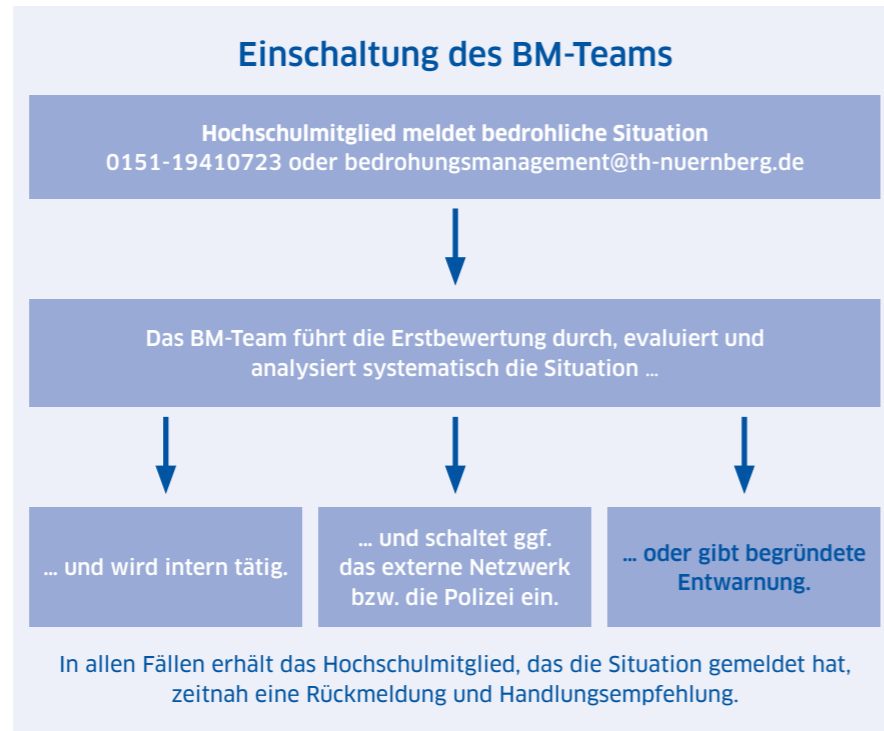 Einschaltung des BM-Teams
Hochschulmitglied meldet bedrohliche Situation
0151-19410723 oder bedrohungsmanagement@th-nuernberg.de
Das BM-Team führt die Erstbewertung durch, evaluiert und
analysiert systematisch die Situation ...
... und wird intern tätig.
... und schaltet ggf.
das externe Netzwerk
bzw. die Polizei ein.
... oder gibt begründete
Entwarnung.
In allen Fällen erhält das Hochschulmitglied, das die Situation gemeldet hat,
zeitnah eine Rückmeldung und Handlungsempfehlung.